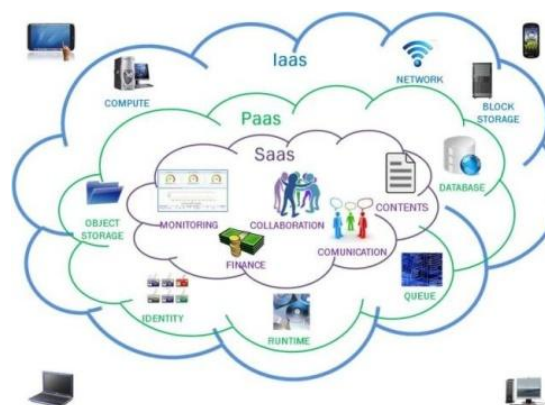 Iaas
NETWORK
COMPUTE
BLOCK
STORAGE
Paas
Saas
DATABASE
OBJECT
STORAGE
MONITORING
COLLABORATION
CONTENTS
FINANCE
COMUNICATION
IDENTITY
QUEUE
RUNTIME